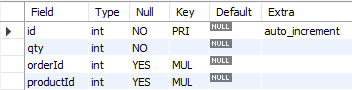 Field Type Null Key Default Extra
id int NO PRI NULL auto_increment
qty int NO NULL
orderId int YES MUL NULL
productId int YES MUL NULL